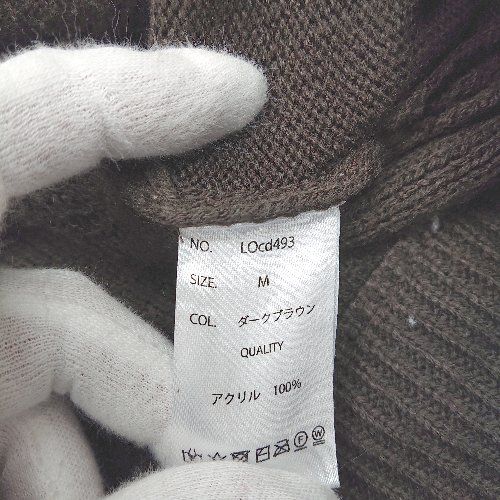 NO. LOcd493
SIZE. M
COL. ダークブラウン
QUALITY
アクリル 100%
F W